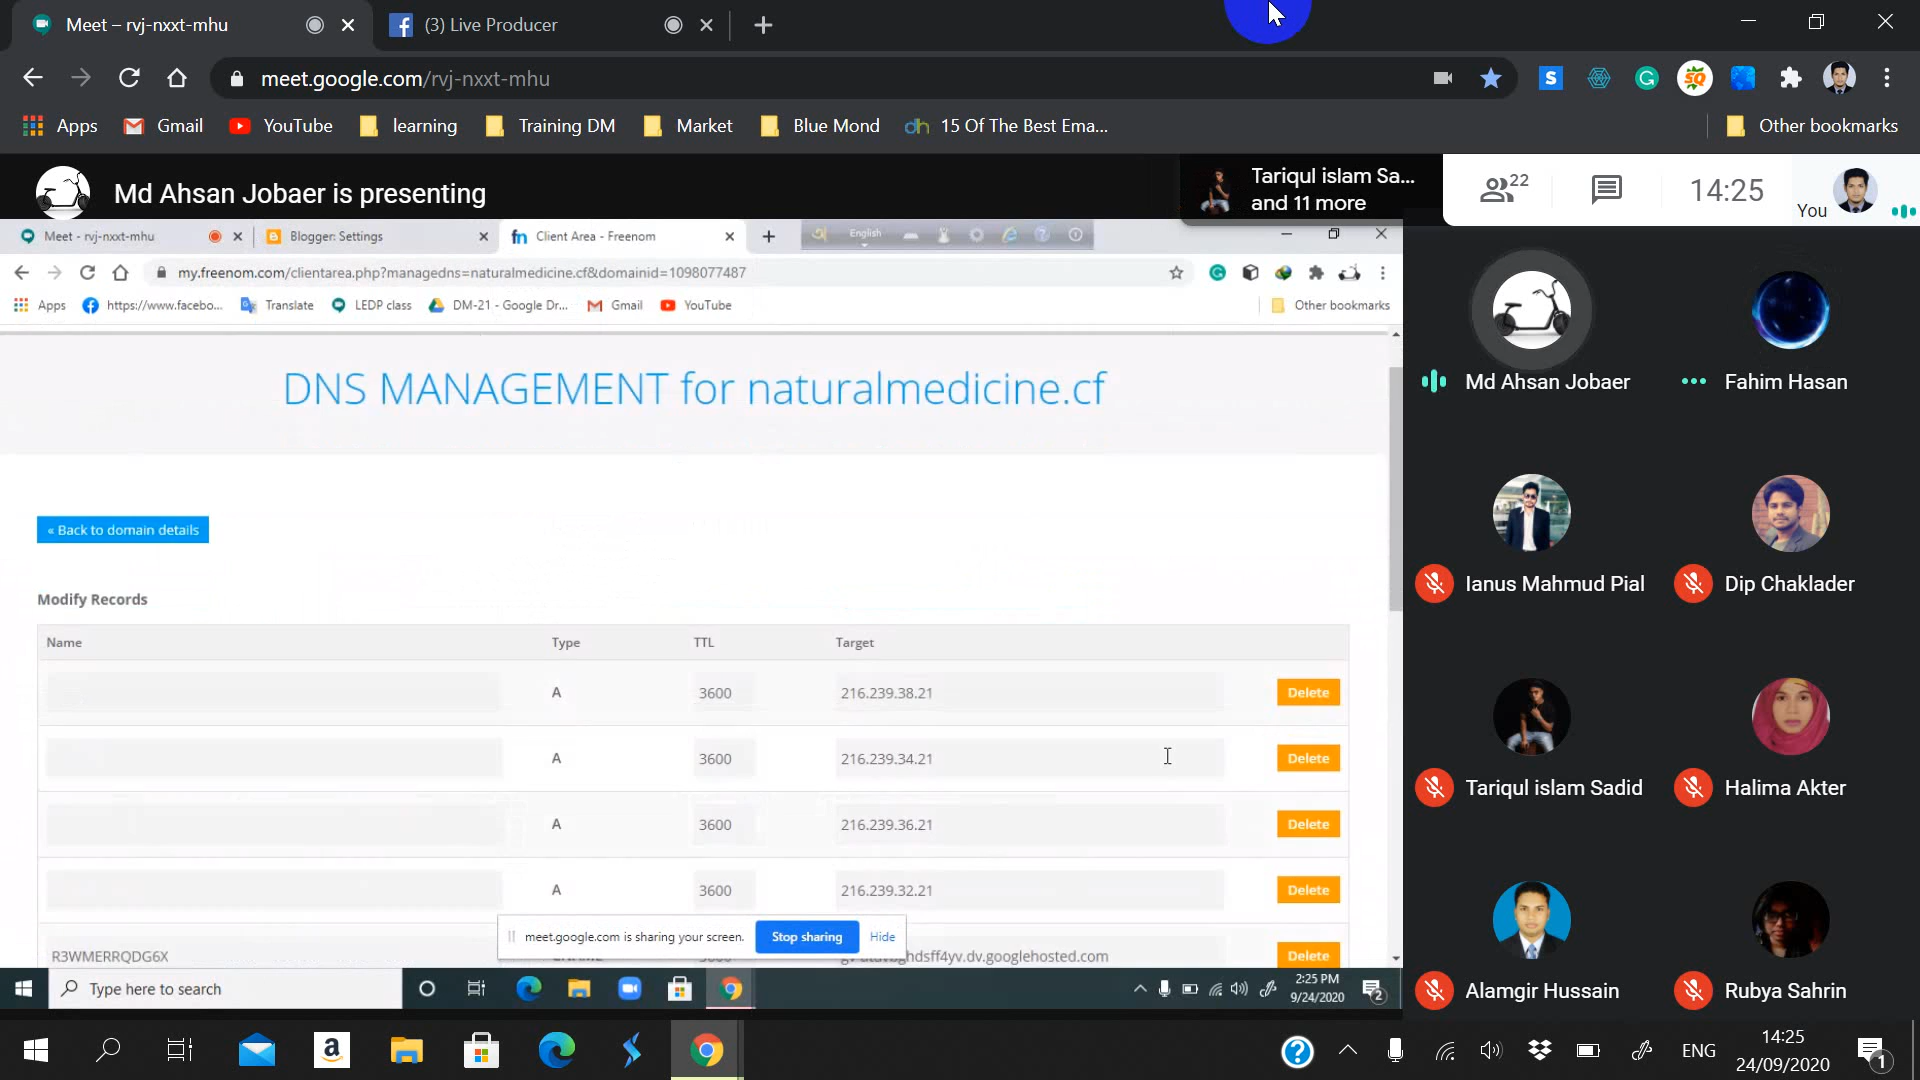 Meet – rvj-nxxt-mhu
(3) Live Producer
meet.google.com/rvj-nxxt-mhu
Apps Gmail YouTube learning Training DM Market Blue Mond 15 Of The Best Ema... Other bookmarks
Md Ahsan Jobaer is presenting
Tariqul islam Sa...
and 11 more
22
14:25
You
Meet - rvj-nxxt-mhu
Blogger: Settings
Client Area - Freenom
English
my.freenom.com/clientarea.php?managedns=naturalmedicine.cf&domainid=1098077487
Apps https://www.facebo... Translate LEDP class DM-21 - Google Dr... Gmail YouTube Other bookmarks
DNS MANAGEMENT for naturalmedicine.cf
« Back to domain details
Modify Records
Name Type TTL Target
A 3600 216.239.38.21 Delete
A 3600 216.239.34.21 Delete
A 3600 216.239.36.21 Delete
A 3600 216.239.32.21 Delete
R3WMERRQDG6X hdsff4yv.dv.googlehosted.com Delete
meet.google.com is sharing your screen. Stop sharing Hide
Type here to search
2:25 PM
9/24/2020
2
Md Ahsan Jobaer
Fahim Hasan
Ianus Mahmud Pial
Dip Chaklader
Tariqul islam Sadid
Halima Akter
Alamgir Hussain
Rubya Sahrin
ENG
14:25
24/09/2020
1